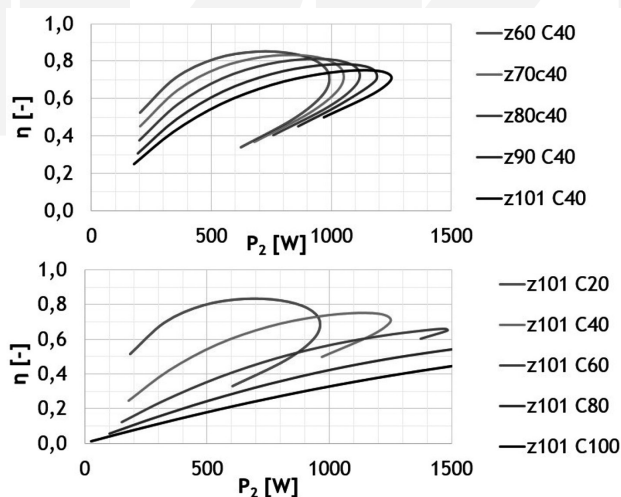 1,0
0,8
0,6
0,4
0,2
0,0
η [-]
0 500 1000 1500
P₂ [W]
z60 C40
z70c40
z80c40
z90 C40
z101 C40
1,0
0,8
0,6
0,4
0,2
0,0
η [-]
0 500 1000 1500
P₂ [W]
z101 C20
z101 C40
z101 C60
z101 C80
z101 C100